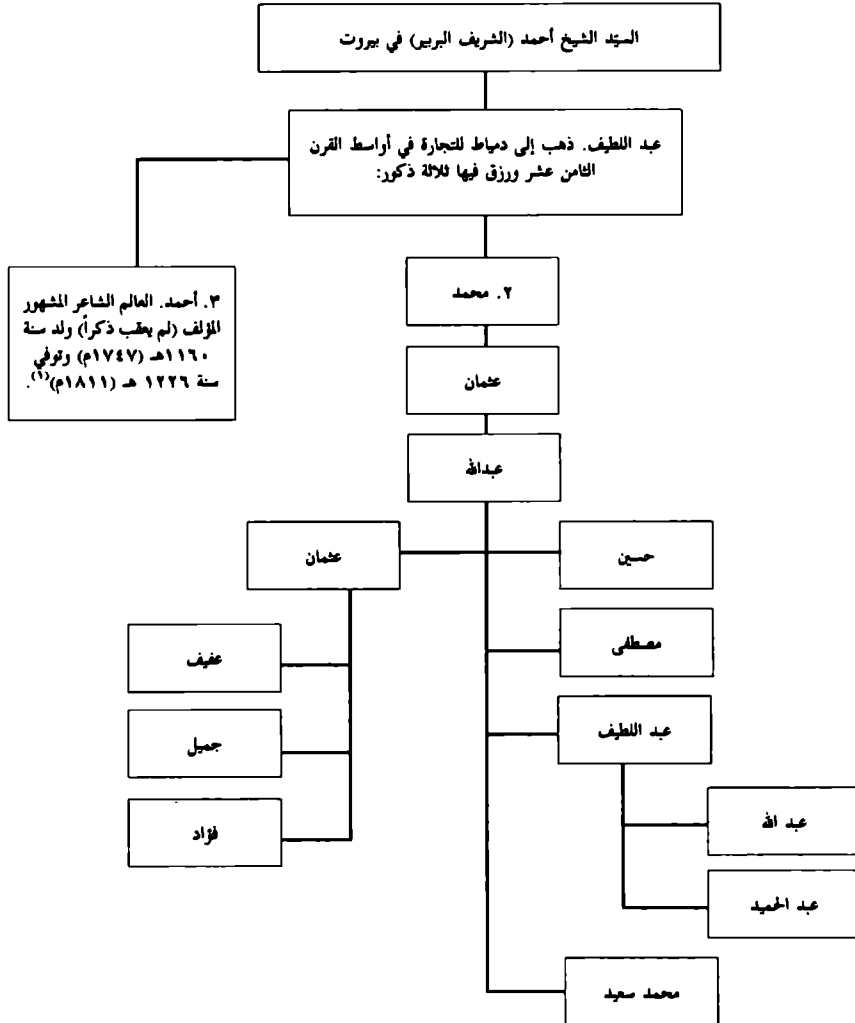 السيّد الشيخ أحمد (الشريف البربير) في بيروت
عبد اللطيف. ذهب إلى دمياط للتجارة في أواسط القرن
الثامن عشر ورزق فيها ثلاثة ذكور:
٢. محمد
٣. أحمد. العالم الشاعر المشهور
المؤلف (لم يعقب ذكراً) ولد سنة
١١٦٠هـ (١٧٤٧م) وتوفي
سنة ١٢٢٦ هـ (١٨١١م)(١).
عثمان
عبدالله
حسين
عثمان
مصطفى
عفيف
عبد اللطيف
جميل
عبد الله
فؤاد
عبد الحميد
محمد سعيد